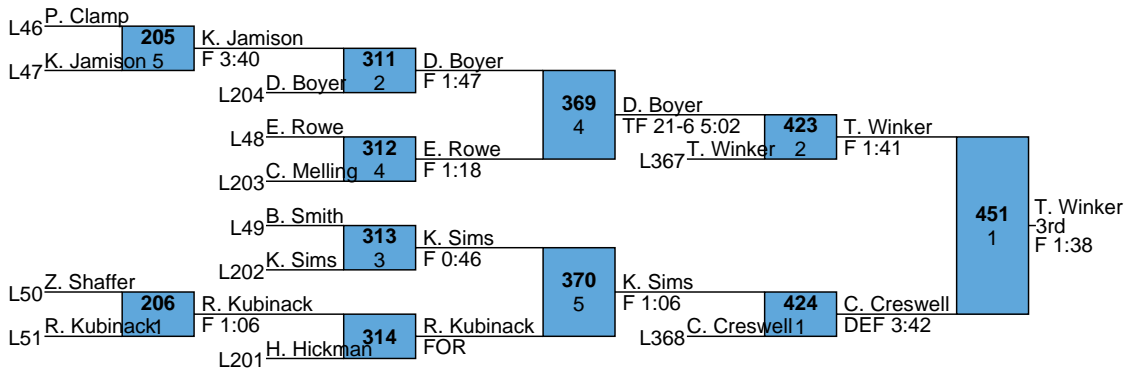 P. Clamp
L46
205
K. Jamison
K. Jamison 5
L47
F 3:40
311
D. Boyer
D. Boyer
2
F 1:47
L204
369
D. Boyer
4
TF 21-6 5:02
E. Rowe
L48
312
E. Rowe
C. Melling 4
F 1:18
L203
423
T. Winker
T. Winker 2
F 1:41
L367
B. Smith
L49
313
K. Sims
K. Sims 3
F 0:46
L202
451
1
T. Winker
3rd
F 1:38
370
K. Sims
5
F 1:06
Z. Shaffer
L50
206
R. Kubinack
R. Kubinack 1
F 1:06
L51
314
R. Kubinack
H. Hickman
FOR
L201
424
C. Creswell
C. Creswell 1
DEF 3:42
L368